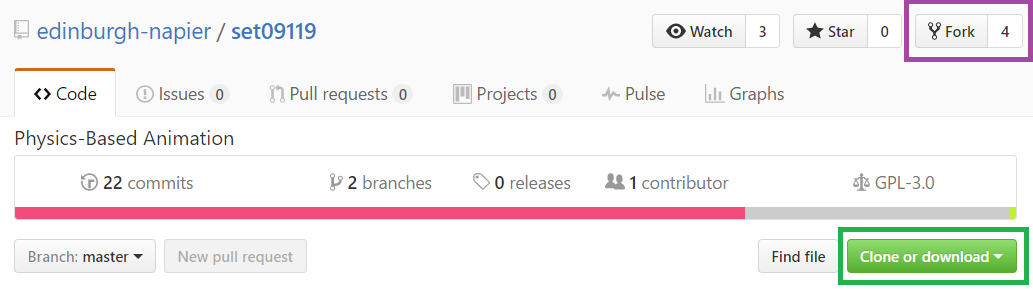 edinburgh-napier / set09119 Watch 3 Star 0 Fork 4
Code Issues 0 Pull requests 0 Projects 0 Pulse Graphs
Physics-Based Animation
22 commits 2 branches 0 releases 1 contributor GPL-3.0
Branch: master New pull request Find file Clone or download